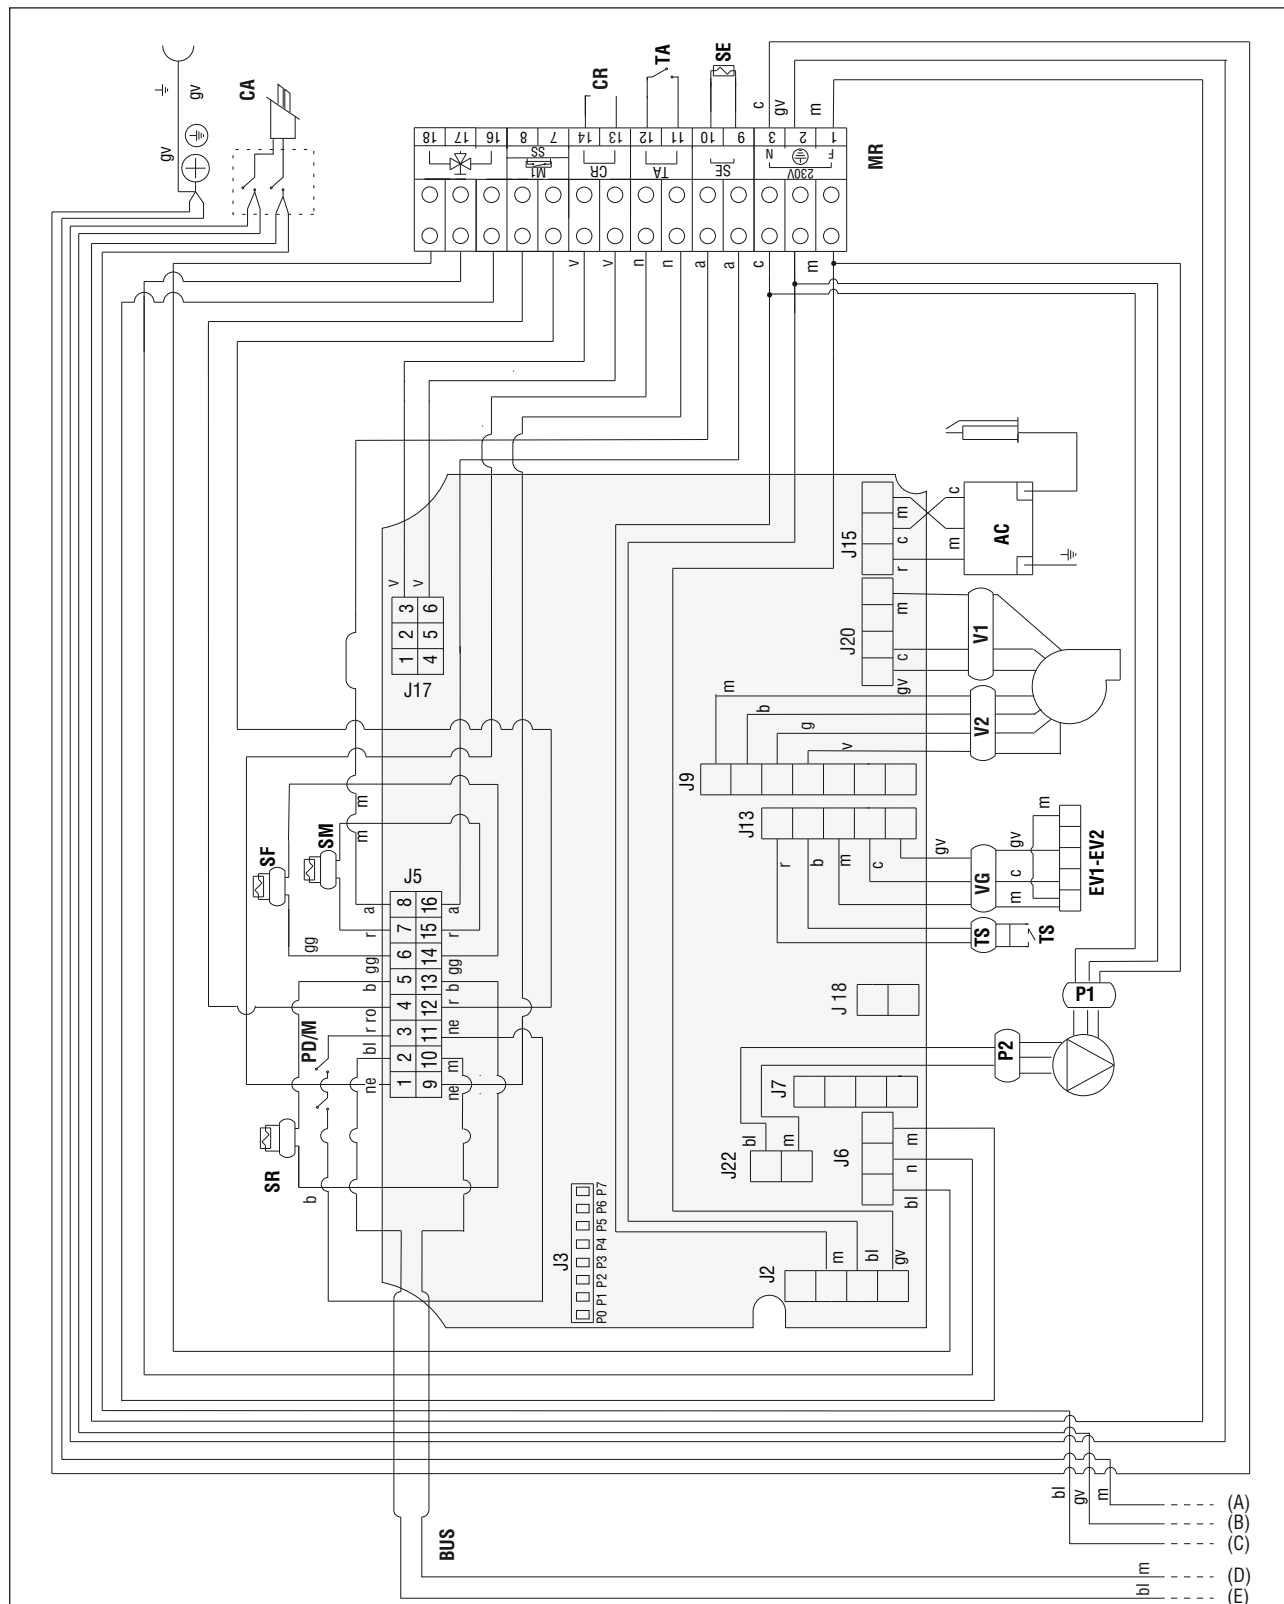 gv
gv
CA
CR
TA
SE
c
gv
m
18
17
16
8
7
14
13
12
11
10
9
3
2
1
MR
SS
M1
CR
TA
SE
N
F
230V
v
v
n
n
a
a
c
m
J15
m
c
r
c
m
AC
J20
m
c
gv
V1
v
v
3
6
2
5
1
4
J17
m
b
g
v
V2
J9
J13
r
b
m
c
gv
VG
gv
c
m
m
EV1-EV2
TS
TS
m
m
SF
SM
J5
a
r
gg
gg
b
r ro
bl
ne
8
16
7
15
6
14
5
13
4
12
3
11
2
10
1
9
a
r
gg
b
r
ne
m
ne
PD/M
SR
b
J 18
P1
P2
J7
bl
m
J22
J6
m
n
bl
J3
P0 P1 P2 P3 P4 P5 P6 P7
J2
m
bl
gv
bl
gv
m
(A)
(B)
(C)
BUS
m
(D)
bl
(E)